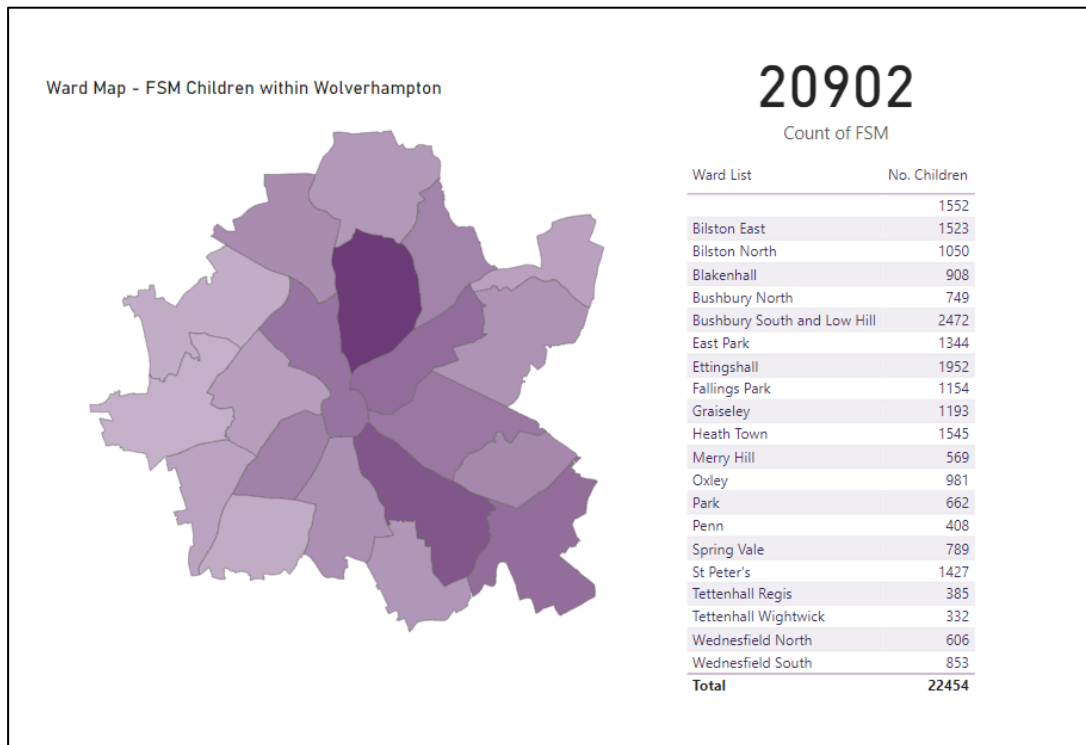 Ward Map - FSM Children within Wolverhampton
20902
Count of FSM
Ward List No. Children
1552
Bilston East 1523
Bilston North 1050
Blakenhall 908
Bushbury North 749
Bushbury South and Low Hill 2472
East Park 1344
Ettingshall 1952
Fallings Park 1154
Graiseley 1193
Heath Town 1545
Merry Hill 569
Oxley 981
Park 662
Penn 408
Spring Vale 789
St Peter's 1427
Tettenhall Regis 385
Tettenhall Wightwick 332
Wednesfield North 606
Wednesfield South 853
Total 22454